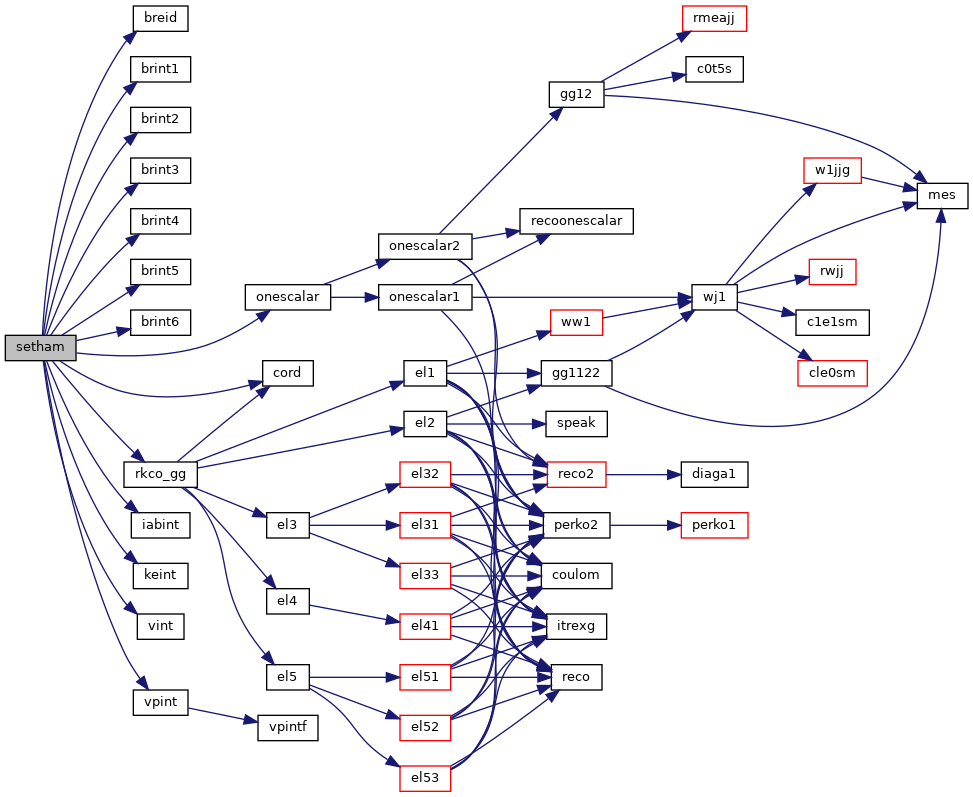 breid
rmeajj
brint1
c0t5s
gg12
brint2
brint3
w1jjg
mes
brint4
recoonescalar
onescalar2
brint5
rwjj
onescalar
onescalar1
wj1
brint6
ww1
c1e1sm
setham
cord
el1
gg1122
cle0sm
el2
speak
rkco_gg
el32
reco2
diaga1
iabint
el3
el31
perko2
perko1
keint
el33
coulom
el4
vint
el41
itrexg
el5
el51
reco
vpint
vpintf
el52
el53